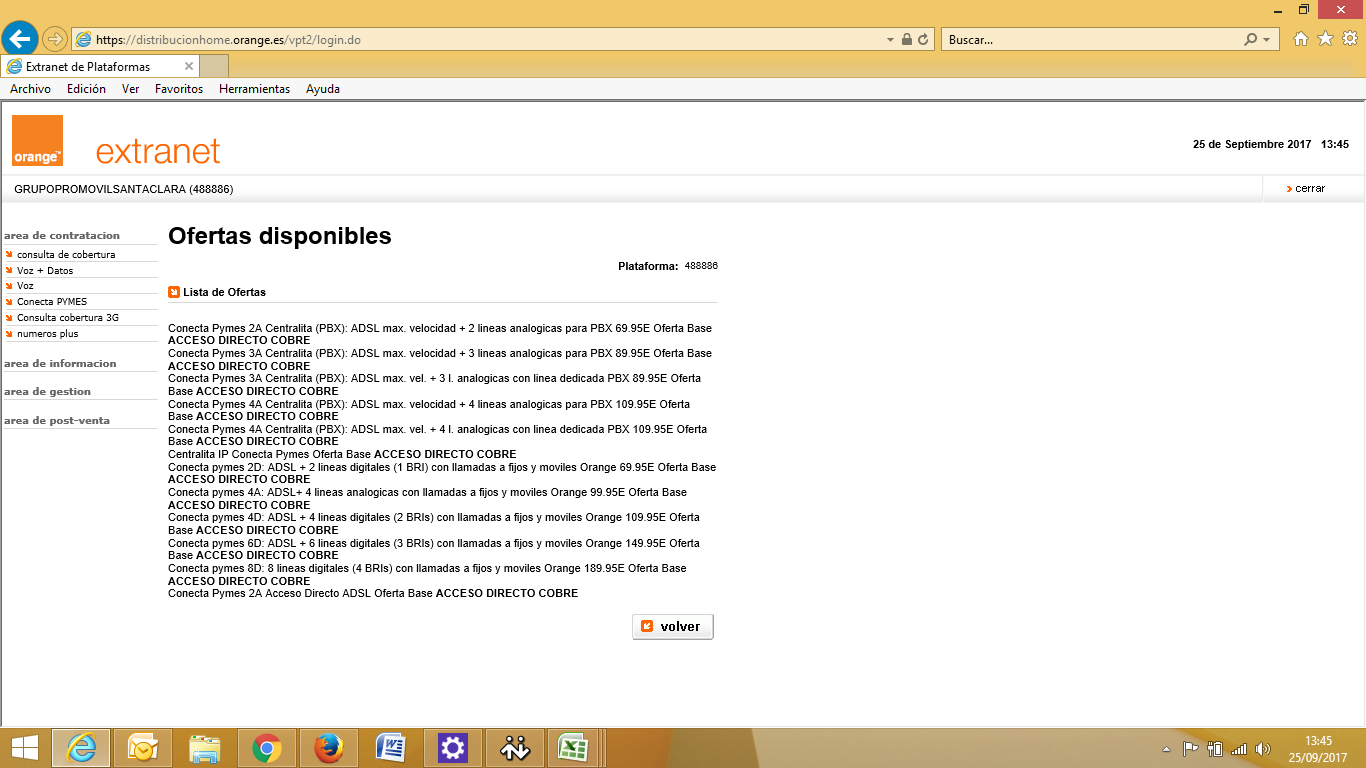 https://distribucionhome.orange.es/vpt2/login.do
Buscar...
Extranet de Plataformas
Archivo Edición Ver Favoritos Herramientas Ayuda
orange™
extranet
25 de Septiembre 2017 13:45
GRUPOPROMOVILSANTACLARA (488886)
cerrar
area de contratacion
consulta de cobertura
Voz + Datos
Voz
Conecta PYMES
Consulta cobertura 3G
numeros plus
area de informacion
area de gestion
area de post-venta
Ofertas disponibles
Plataforma: 488886
Lista de Ofertas
Conecta Pymes 2A Centralita (PBX): ADSL max. velocidad + 2 lineas analogicas para PBX 69.95E Oferta Base
ACCESO DIRECTO COBRE
Conecta Pymes 3A Centralita (PBX): ADSL max. velocidad + 3 lineas analogicas para PBX 89.95E Oferta Base
ACCESO DIRECTO COBRE
Conecta Pymes 3A Centralita (PBX): ADSL max. vel. + 3 l. analogicas con linea dedicada PBX 89.95E Oferta
Base ACCESO DIRECTO COBRE
Conecta Pymes 4A Centralita (PBX): ADSL max. velocidad + 4 lineas analogicas para PBX 109.95E Oferta
Base ACCESO DIRECTO COBRE
Conecta Pymes 4A Centralita (PBX): ADSL max. vel. + 4 l. analogicas con linea dedicada PBX 109.95E Oferta
Base ACCESO DIRECTO COBRE
Centralita IP Conecta Pymes Oferta Base ACCESO DIRECTO COBRE
Conecta pymes 2D: ADSL + 2 lineas digitales (1 BRI) con llamadas a fijos y moviles Orange 69.95E Oferta Base
ACCESO DIRECTO COBRE
Conecta pymes 4A: ADSL+ 4 lineas analogicas con llamadas a fijos y moviles Orange 99.95E Oferta Base
ACCESO DIRECTO COBRE
Conecta pymes 4D: ADSL + 4 lineas digitales (2 BRIs) con llamadas a fijos y moviles Orange 109.95E Oferta
Base ACCESO DIRECTO COBRE
Conecta pymes 6D: ADSL + 6 lineas digitales (3 BRIs) con llamadas a fijos y moviles Orange 149.95E Oferta
Base ACCESO DIRECTO COBRE
Conecta pymes 8D: 8 lineas digitales (4 BRIs) con llamadas a fijos y moviles Orange 189.95E Oferta Base
ACCESO DIRECTO COBRE
Conecta Pymes 2A Acceso Directo ADSL Oferta Base ACCESO DIRECTO COBRE
volver
13:45
25/09/2017